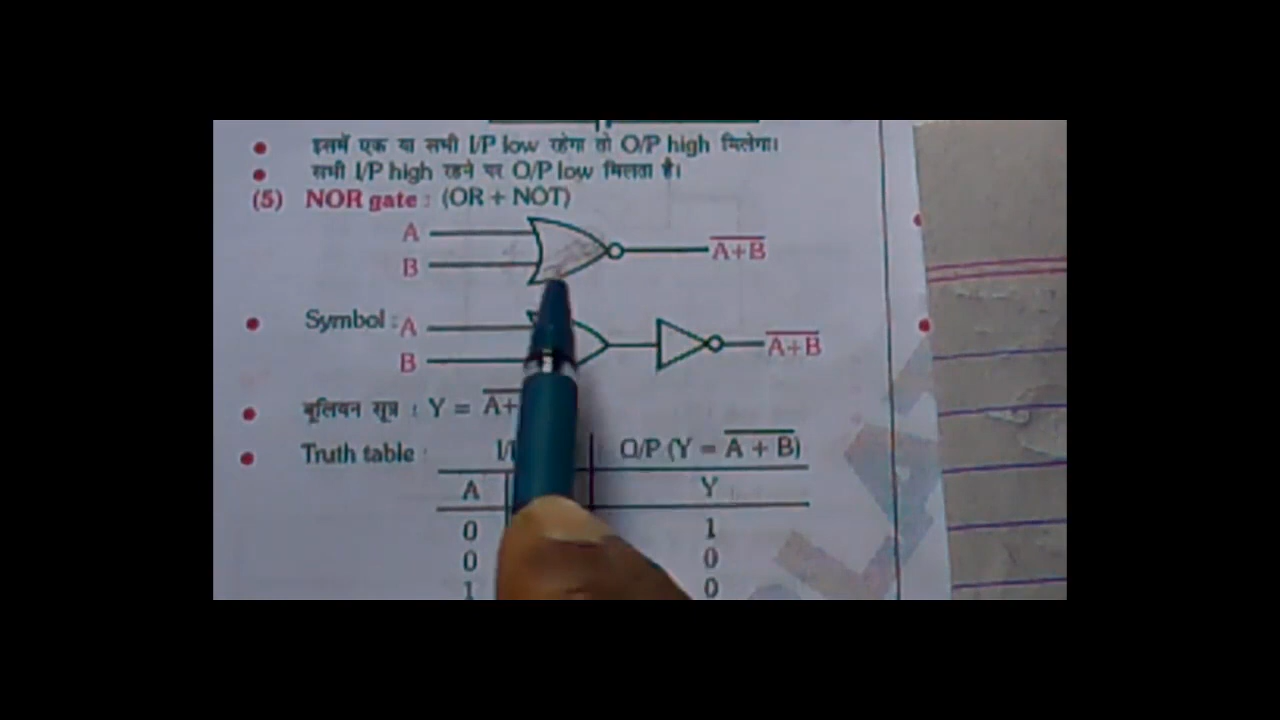 • इसमें एक या सभी I/P low रहेगा तो O/P high मिलेगा।
• सभी I/P high रहने पर O/P low मिलता है।
(5) NOR gate : (OR + NOT)
A
B
A̅+̅B̅
• Symbol : A
B
A̅+̅B̅
• बूलियन सूत्र : Y = A̅+̅
• Truth table : O/P (Y = A̅ ̅+̅ ̅B̅)
A Y
0 1
0 0
1 0